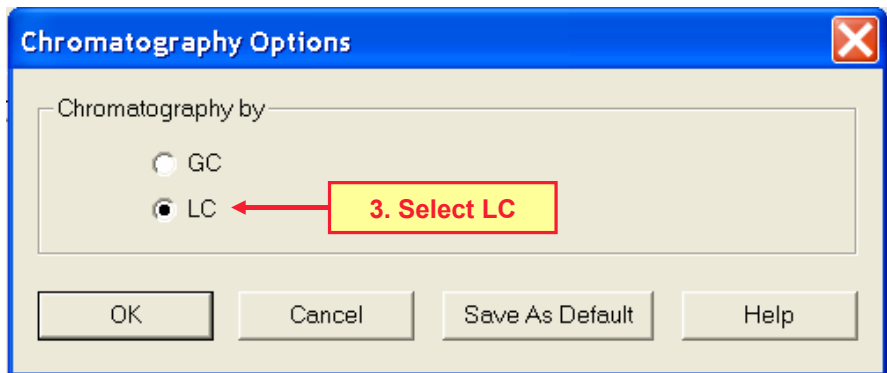 Chromatography Options
Chromatography by
GC
LC
3. Select LC
OK Cancel Save As Default Help